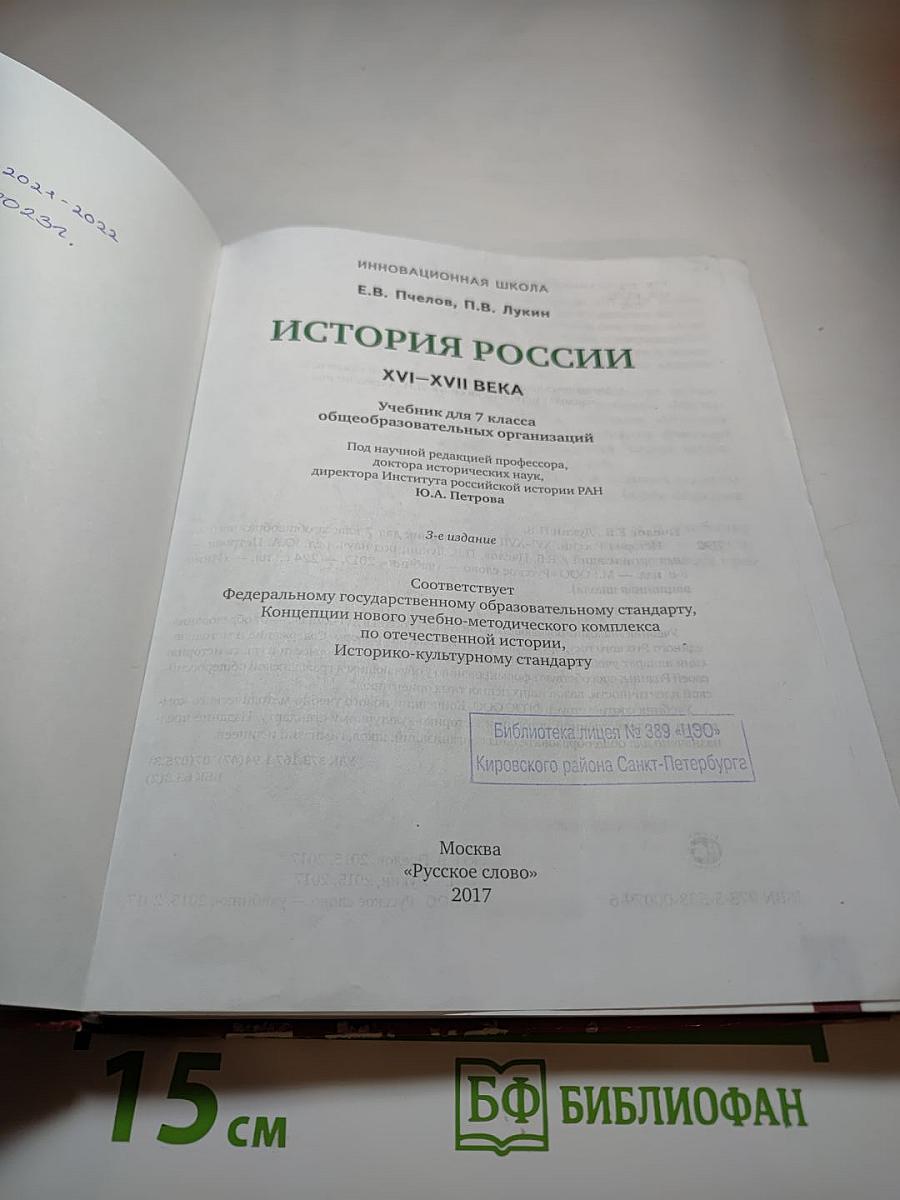 2021-2022
2023г.
ИННОВАЦИОННАЯ ШКОЛА
Е.В. Пчелов, П.В. Лукин
ИСТОРИЯ РОССИИ
XVI—XVII ВЕКА
Учебник для 7 класса
общеобразовательных организаций
Под научной редакцией профессора,
доктора исторических наук,
директора Института российской истории РАН
Ю.А. Петрова
3-е издание
Соответствует
Федеральному государственному образовательному стандарту,
Концепции нового учебно-методического комплекса
по отечественной истории,
Историко-культурному стандарту
Библиотека лицея № 389 «ЦЭО»
Кировского района Санкт-Петербурга
Москва
«Русское слово»
2017
15 см
БФ БИБЛИОФАН